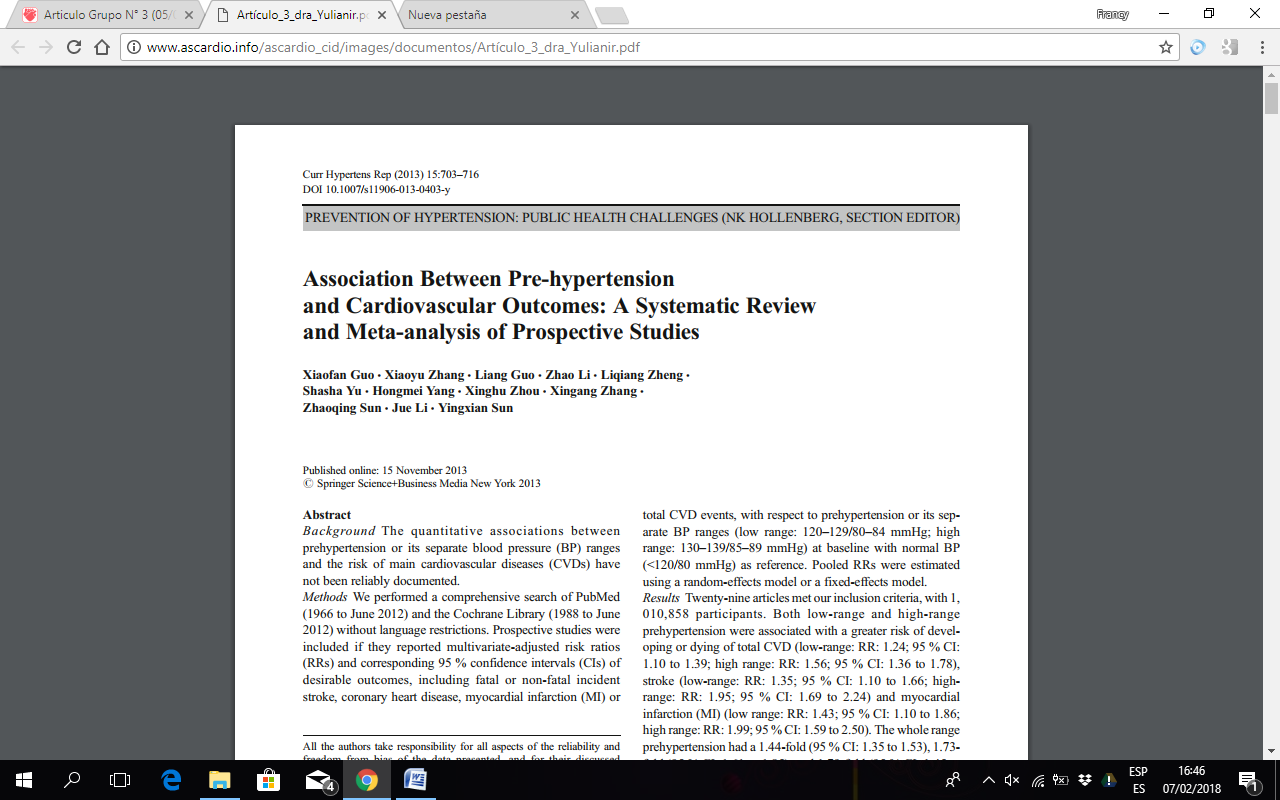 Articulo Grupo N° 3 (05/
Artículo_3_dra_Yulianir.p
Nueva pestaña
Francy
www.ascardio.info/ascardio_cid/images/documentos/Artículo_3_dra_Yulianir.pdf
Curr Hypertens Rep (2013) 15:703–716
DOI 10.1007/s11906-013-0403-y
PREVENTION OF HYPERTENSION: PUBLIC HEALTH CHALLENGES (NK HOLLENBERG, SECTION EDITOR)
Association Between Pre-hypertension
and Cardiovascular Outcomes: A Systematic Review
and Meta-analysis of Prospective Studies
Xiaofan Guo · Xiaoyu Zhang · Liang Guo · Zhao Li · Liqiang Zheng ·
Shasha Yu · Hongmei Yang · Xinghu Zhou · Xingang Zhang ·
Zhaoqing Sun · Jue Li · Yingxian Sun
Published online: 15 November 2013
© Springer Science+Business Media New York 2013
Abstract
Background The quantitative associations between
prehypertension or its separate blood pressure (BP) ranges
and the risk of main cardiovascular diseases (CVDs) have
not been reliably documented.
Methods We performed a comprehensive search of PubMed
(1966 to June 2012) and the Cochrane Library (1988 to June
2012) without language restrictions. Prospective studies were
included if they reported multivariate-adjusted risk ratios
(RRs) and corresponding 95 % confidence intervals (CIs) of
desirable outcomes, including fatal or non-fatal incident
stroke, coronary heart disease, myocardial infarction (MI) or
All the authors take responsibility for all aspects of the reliability and
freedom from bias of the data presented, and for their discussed
total CVD events, with respect to prehypertension or its sep-
arate BP ranges (low range: 120–129/80–84 mmHg; high
range: 130–139/85–89 mmHg) at baseline with normal BP
(<120/80 mmHg) as reference. Pooled RRs were estimated
using a random-effects model or a fixed-effects model.
Results Twenty-nine articles met our inclusion criteria, with 1,
010,858 participants. Both low-range and high-range
prehypertension were associated with a greater risk of devel-
oping or dying of total CVD (low-range: RR: 1.24; 95 % CI:
1.10 to 1.39; high range: RR: 1.56; 95 % CI: 1.36 to 1.78),
stroke (low-range: RR: 1.35; 95 % CI: 1.10 to 1.66; high-
range: RR: 1.95; 95 % CI: 1.69 to 2.24) and myocardial
infarction (MI) (low range: RR: 1.43; 95 % CI: 1.10 to 1.86;
high range: RR: 1.99; 95 % CI: 1.59 to 2.50). The whole range
prehypertension had a 1.44-fold (95 % CI: 1.35 to 1.53), 1.73-
4
ESP
ES
16:46
07/02/2018
1